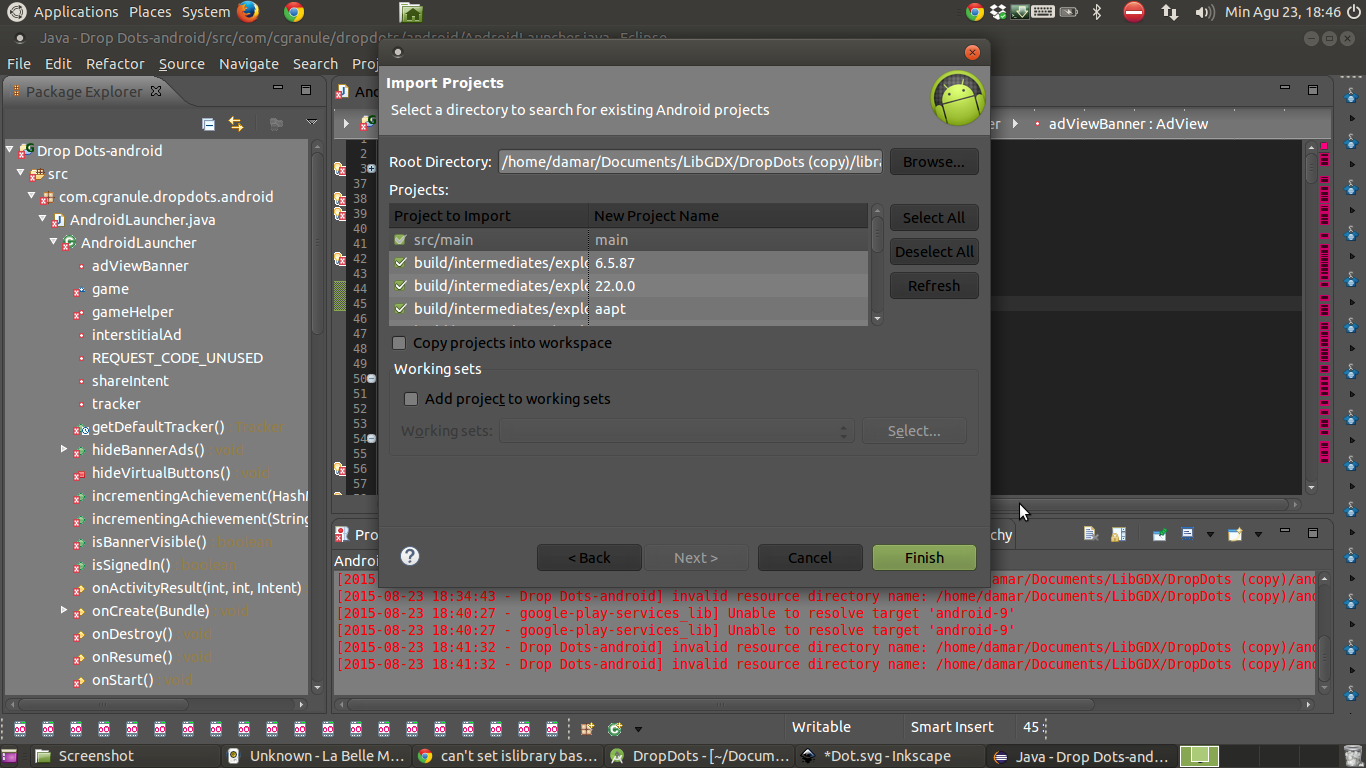 Applications Places System Min Agu 23, 18:46
Java - Drop Dots-android/src/com/cgranule/dropdots/android/AndroidLauncher.java - Eclipse
File Edit Refactor Source Navigate Search
Package Explorer
Import Projects
Select a directory to search for existing Android projects
adViewBanner : AdView
Root Directory: /home/damar/Documents/LibGDX/DropDots (copy)/libra Browse...
Projects:
Project to Import New Project Name
src/main main
build/intermediates/explo 6.5.87
build/intermediates/explo 22.0.0
build/intermediates/explo aapt
Select All
Deselect All
Refresh
Copy projects into workspace
Working sets
Add project to working sets
Working sets: Select...
< Back Next > Cancel Finish
Drop Dots-android
src
com.cgranule.dropdots.android
AndroidLauncher.java
AndroidLauncher
adViewBanner
game
gameHelper
interstitialAd
REQUEST_CODE_UNUSED
shareIntent
tracker
getDefaultTracker() : Tracker
hideBannerAds() : void
hideVirtualButtons() : void
incrementingAchievement(HashM
incrementingAchievement(String
isBannerVisible() : boolean
isSignedIn() : boolean
onActivityResult(int, int, Intent)
onCreate(Bundle) : void
onDestroy() : void
onResume() : void
onStart() : void
1
2
3
37
38
39
40
41
42
43
44
45
46
47
48
49
50
51
52
53
54
55
56
[2015-08-23 18:34:43 - Drop Dots-android] invalid resource directory name: /home/damar/Documents/LibGDX/DropDots (copy)/and
[2015-08-23 18:40:27 - google-play-services_lib] Unable to resolve target 'android-9'
[2015-08-23 18:40:27 - google-play-services_lib] Unable to resolve target 'android-9'
[2015-08-23 18:41:32 - Drop Dots-android] invalid resource directory name: /home/damar/Documents/LibGDX/DropDots (copy)/and
[2015-08-23 18:41:32 - Drop Dots-android] invalid resource directory name: /home/damar/Documents/LibGDX/DropDots (copy)/and
Writable Smart Insert 45 :
Screenshot Unknown - La Belle M... can't set islibrary bas... DropDots - [~/Docum... *Dot.svg - Inkscape Java - Drop Dots-and...